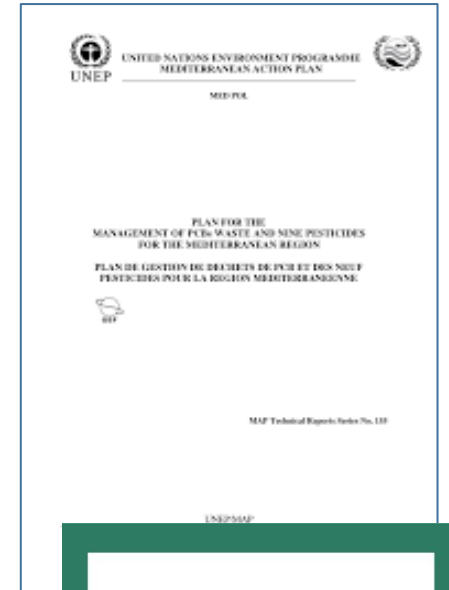 UNEP
UNITED NATIONS ENVIRONMENT PROGRAMME
MEDITERRANEAN ACTION PLAN
MED POL
PLAN FOR THE
MANAGEMENT OF PCBs WASTE AND NINE PESTICIDES
FOR THE MEDITERRANEAN REGION
PLAN DE GESTION DE DECHETS DE PCB ET DES NEUF
PESTICIDES POUR LA REGION MEDITERRANEENNE
GEF
MAP Technical Reports Series No.
UNEP/MAP